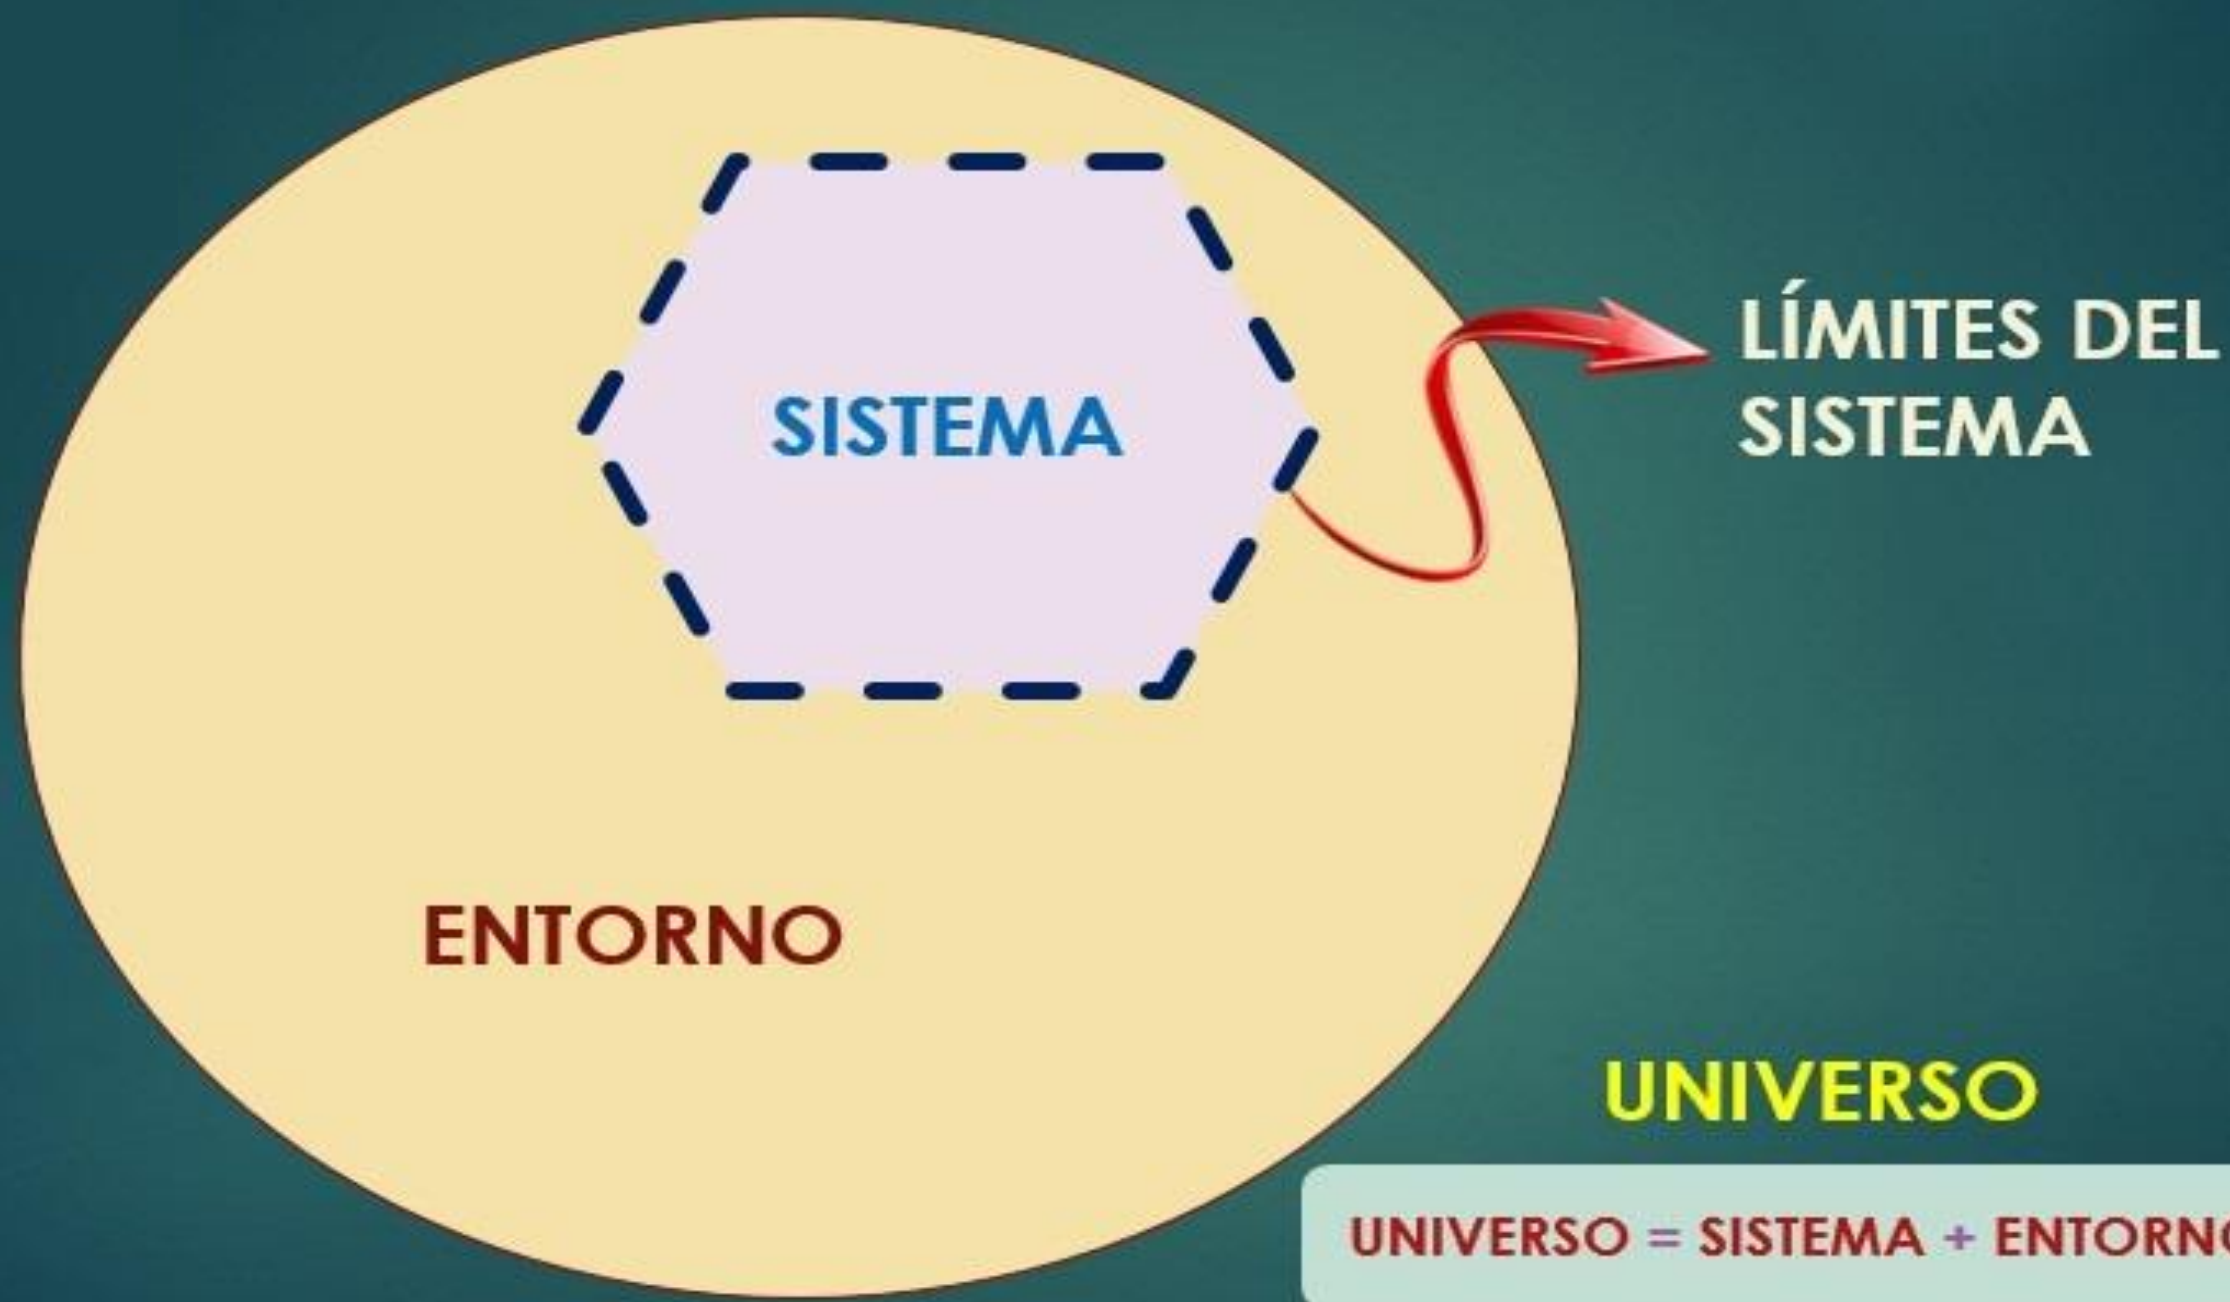 SISTEMA
LÍMITES DEL
SISTEMA
ENTORNO
UNIVERSO
UNIVERSO = SISTEMA + ENTORNO